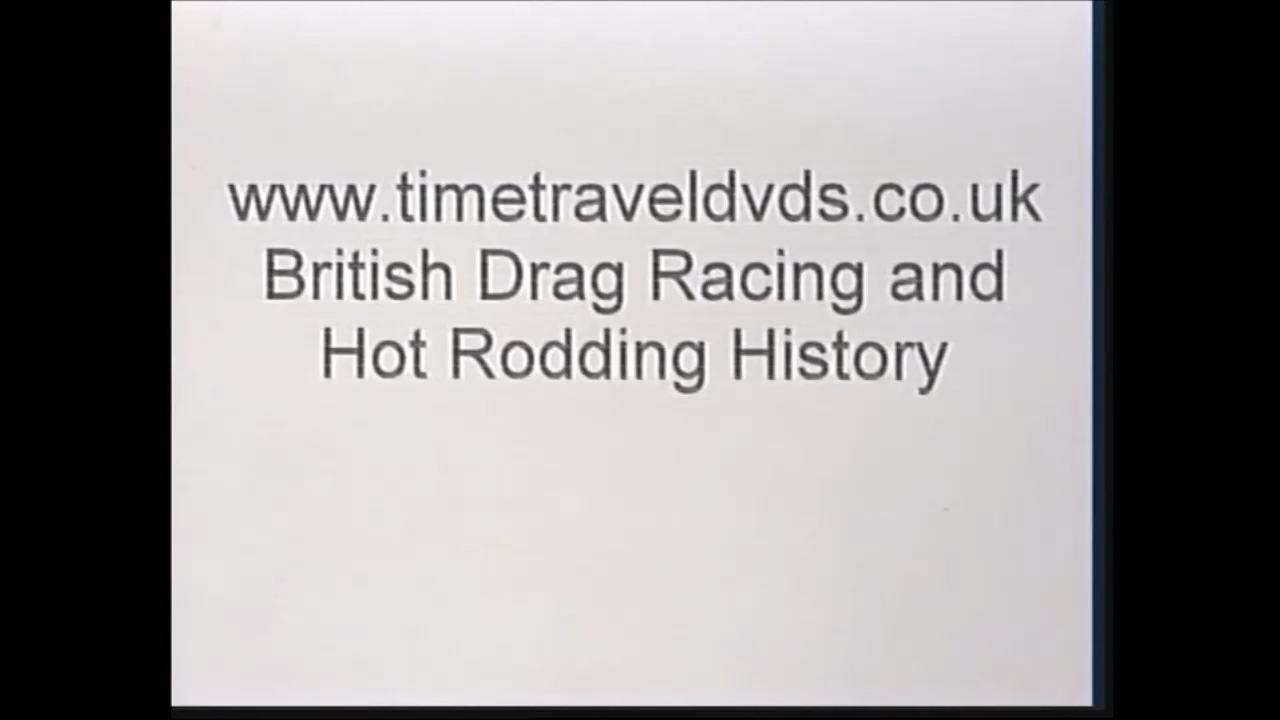 www.timetraveldvds.co.uk
British Drag Racing and
Hot Rodding History